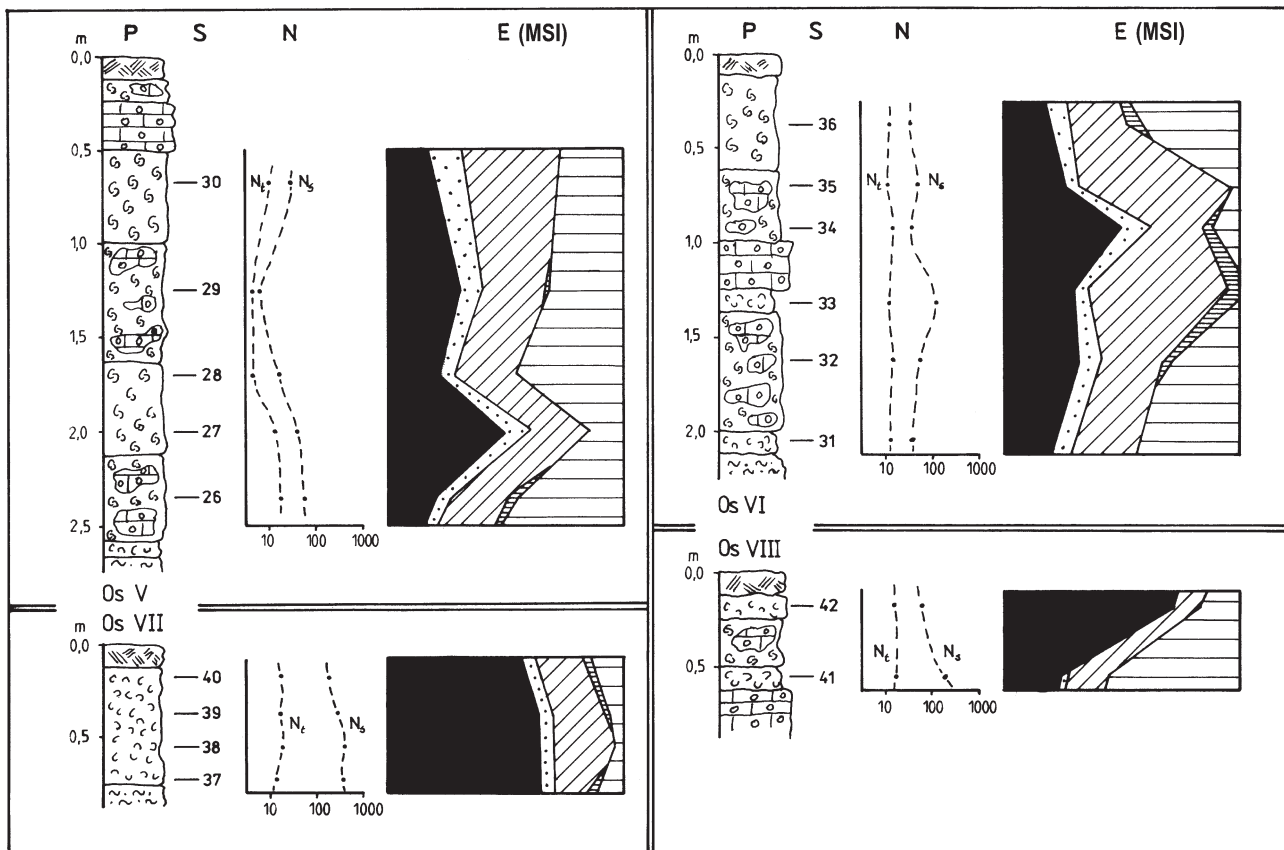 m P S N E (MSI)
0,0
0,5
1,0
1,5
2,0
2,5
30
29
28
27
26
Nt Ns
10 100 1000
Os V
Os VII
m
0,0
0,5
40
39
38
37
Nt Ns
10 100 1000
m P S N E (MSI)
0,0
0,5
1,0
1,5
2,0
36
35
34
33
32
31
Nt Ns
10 100 1000
Os VI
Os VIII
m
0,0
0,5
42
41
Nt Ns
10 100 1000